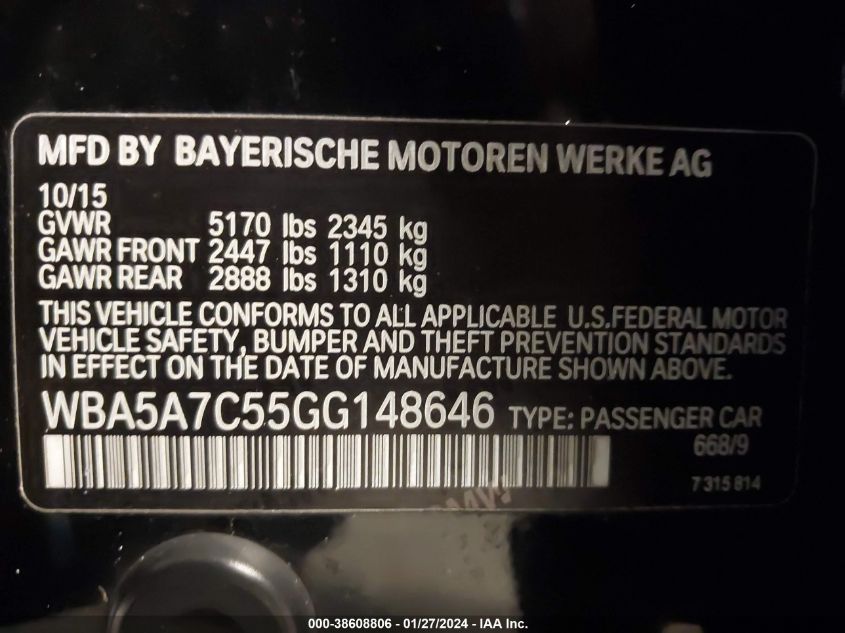 MFD BY BAYERISCHE MOTOREN WERKE AG
10/15
GVWR 5170 lbs 2345 kg
GAWR FRONT 2447 lbs 1110 kg
GAWR REAR 2888 lbs 1310 kg
THIS VEHICLE CONFORMS TO ALL APPLICABLE U.S.FEDERAL MOTOR
VEHICLE SAFETY, BUMPER AND THEFT PREVENTION STANDARDS
IN EFFECT ON THE DATE OF MANUFACTURE SHOWN ABOVE.
WBA5A7C55GG148646 TYPE: PASSENGER CAR
668/9
7 315 814
000-38608806 - 01/27/2024 - IAA Inc.